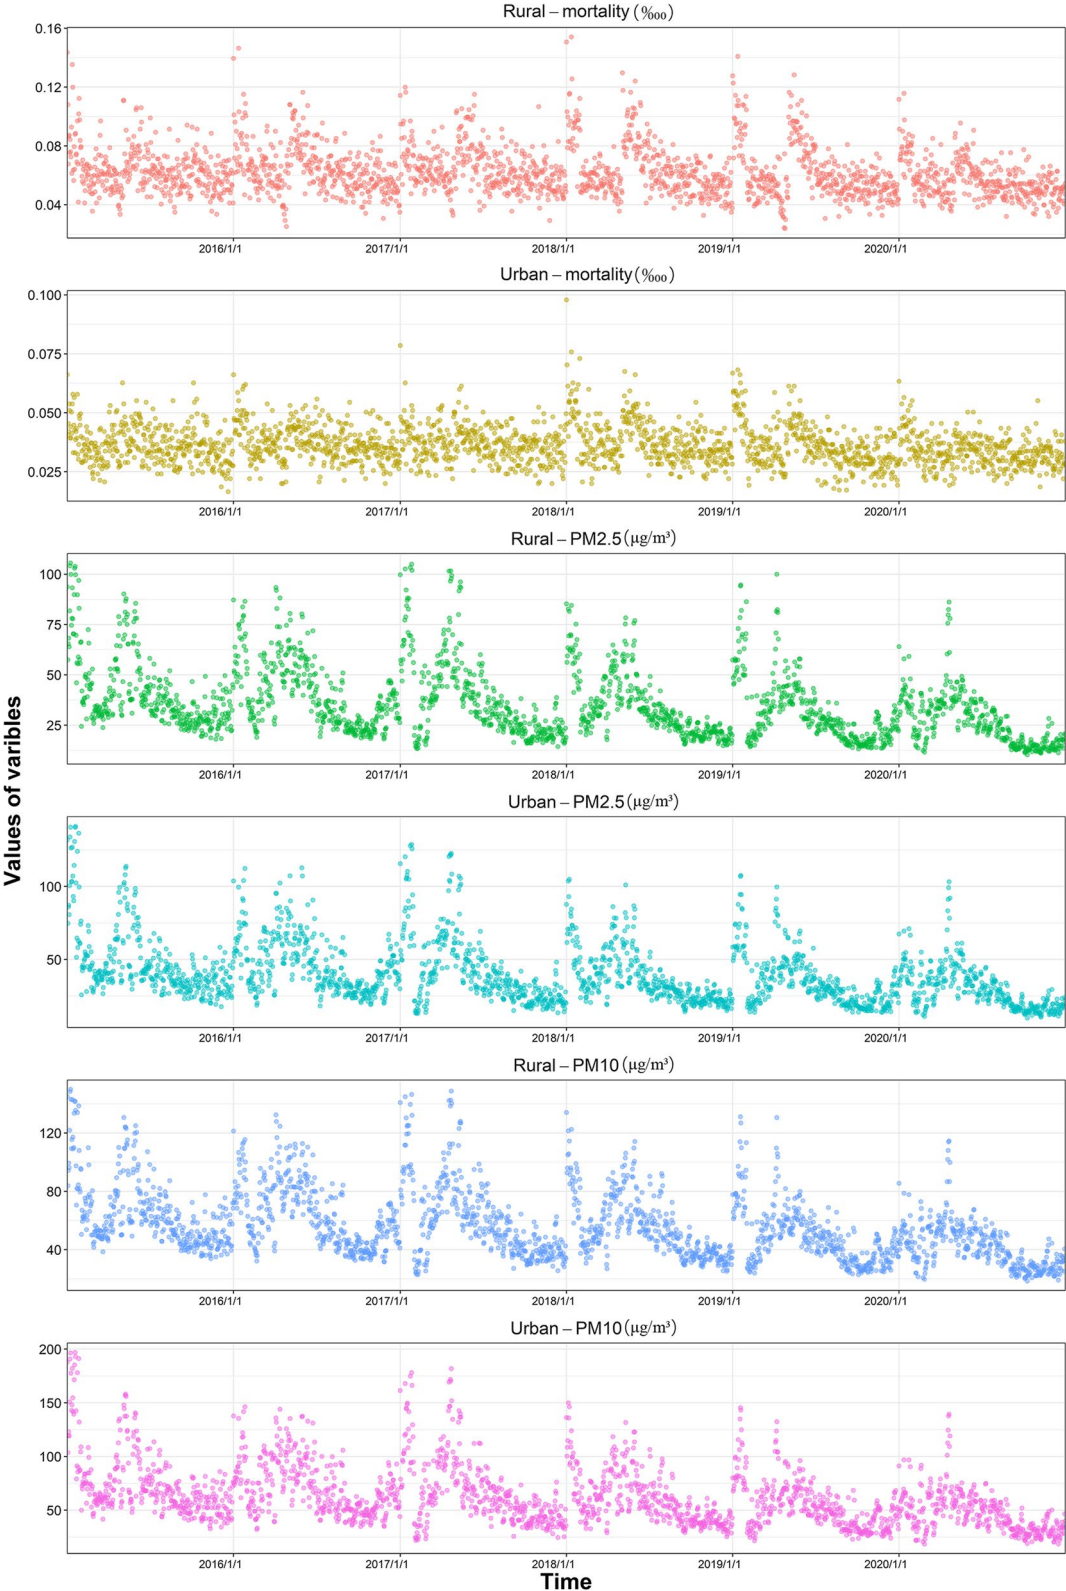 Rural – mortality (‱)
0.16
0.12
0.08
0.04
2016/1/1 2017/1/1 2018/1/1 2019/1/1 2020/1/1
Urban – mortality (‱)
0.100
0.075
0.050
0.025
2016/1/1 2017/1/1 2018/1/1 2019/1/1 2020/1/1
Rural – PM2.5 (μg/m³)
100
75
50
25
2016/1/1 2017/1/1 2018/1/1 2019/1/1 2020/1/1
Values of varibles
Urban – PM2.5 (μg/m³)
100
50
2016/1/1 2017/1/1 2018/1/1 2019/1/1 2020/1/1
Rural – PM10 (μg/m³)
120
80
40
2016/1/1 2017/1/1 2018/1/1 2019/1/1 2020/1/1
Urban – PM10 (μg/m³)
200
150
100
50
2016/1/1 2017/1/1 2018/1/1 2019/1/1 2020/1/1
Time